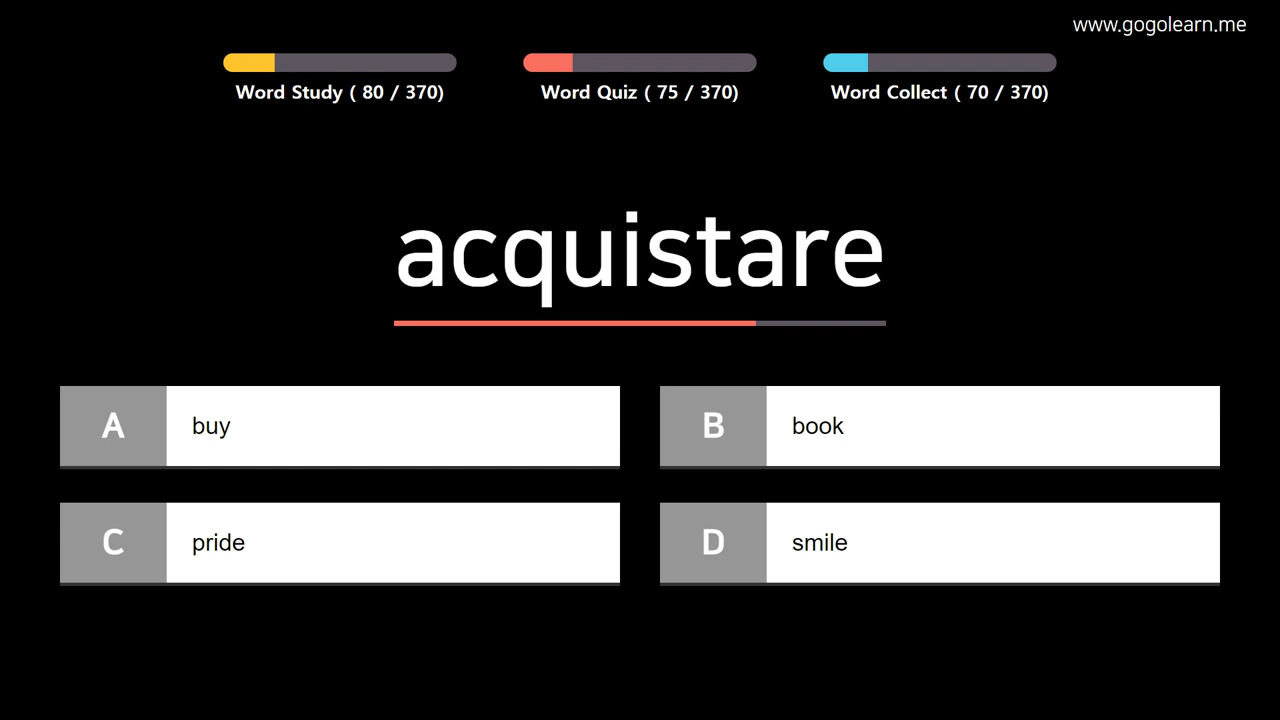 www.gogolearn.me
Word Study ( 80 / 370)
Word Quiz ( 75 / 370)
Word Collect ( 70 / 370)
acquistare
A buy
B book
C pride
D smile